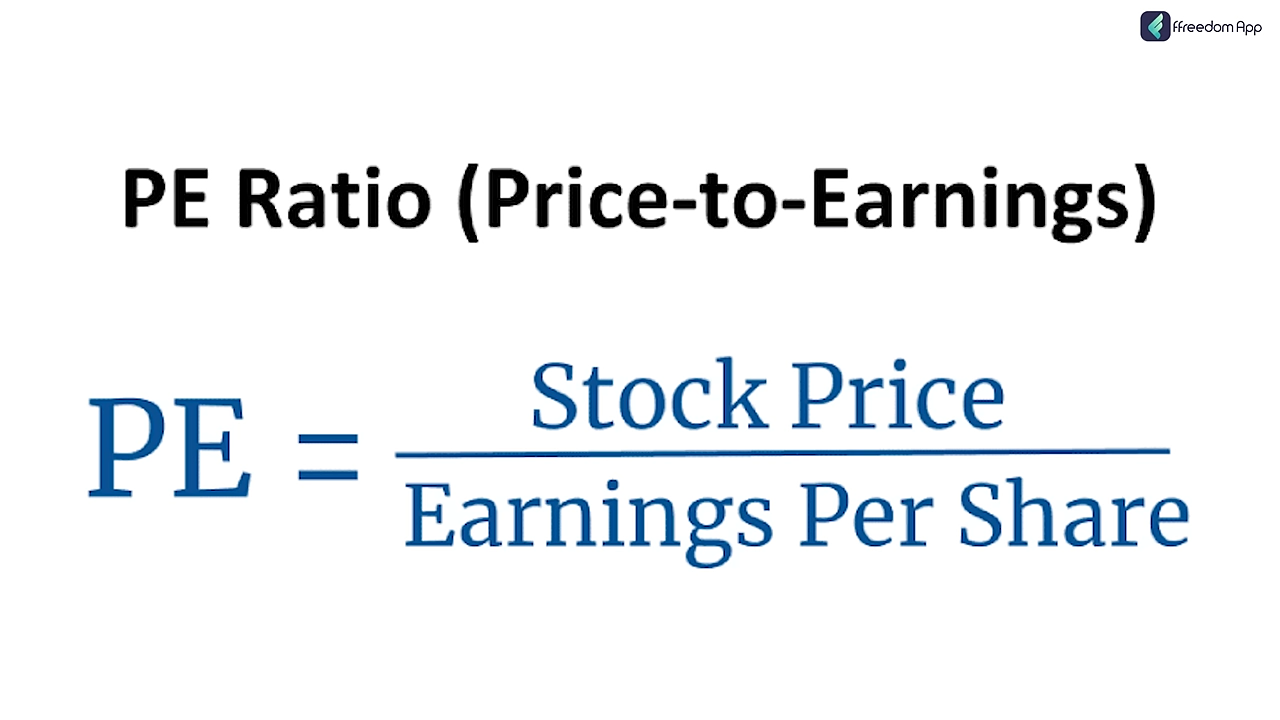 ffreedom App
PE Ratio (Price-to-Earnings)
PE = Stock Price
Earnings Per Share